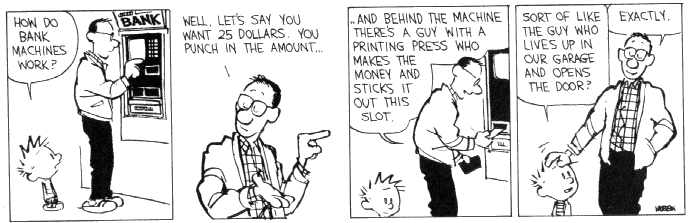 HOW DO
BANK
MACHINES
WORK?
BANK
WELL, LET'S SAY YOU
WANT 25 DOLLARS. YOU
PUNCH IN THE AMOUNT...
..AND BEHIND THE MACHINE
THERE'S A GUY WITH A
PRINTING PRESS WHO
MAKES THE
MONEY AND
STICKS IT
OUT THIS
SLOT.
SORT OF LIKE
THE GUY WHO
LIVES UP IN
OUR GARAGE
AND OPENS
THE DOOR?
EXACTLY.